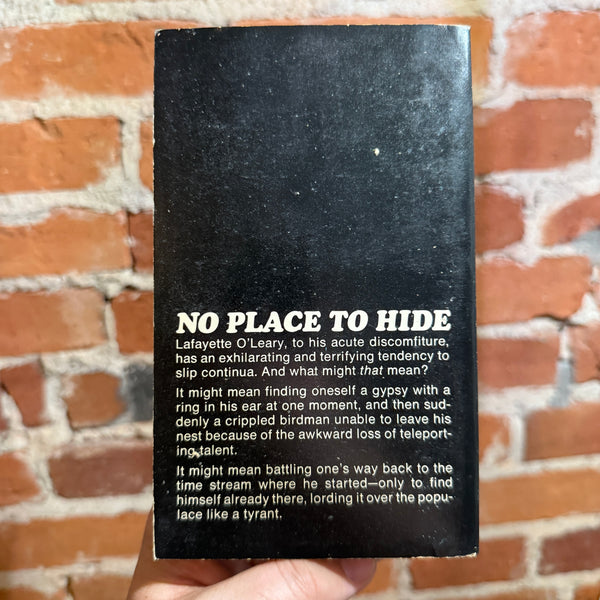 NO PLACE TO HIDE
Lafayette O'Leary, to his acute discomfiture,
has an exhilarating and terrifying tendency to
slip continua. And what might that mean?
It might mean finding oneself a gypsy with a
ring in his ear at one moment, and then sud-
denly a crippled birdman unable to leave his
nest because of the awkward loss of teleport-
ing talent.
It might mean battling one's way back to the
time stream where he started—only to find
himself already there, lording it over the popu-
lace like a tyrant.